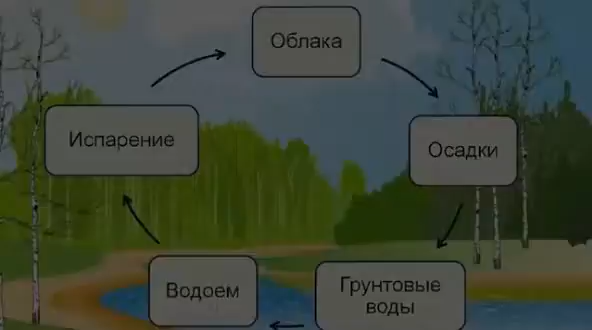 Облака
Испарение
Осадки
Водоем
Грунтовые
воды